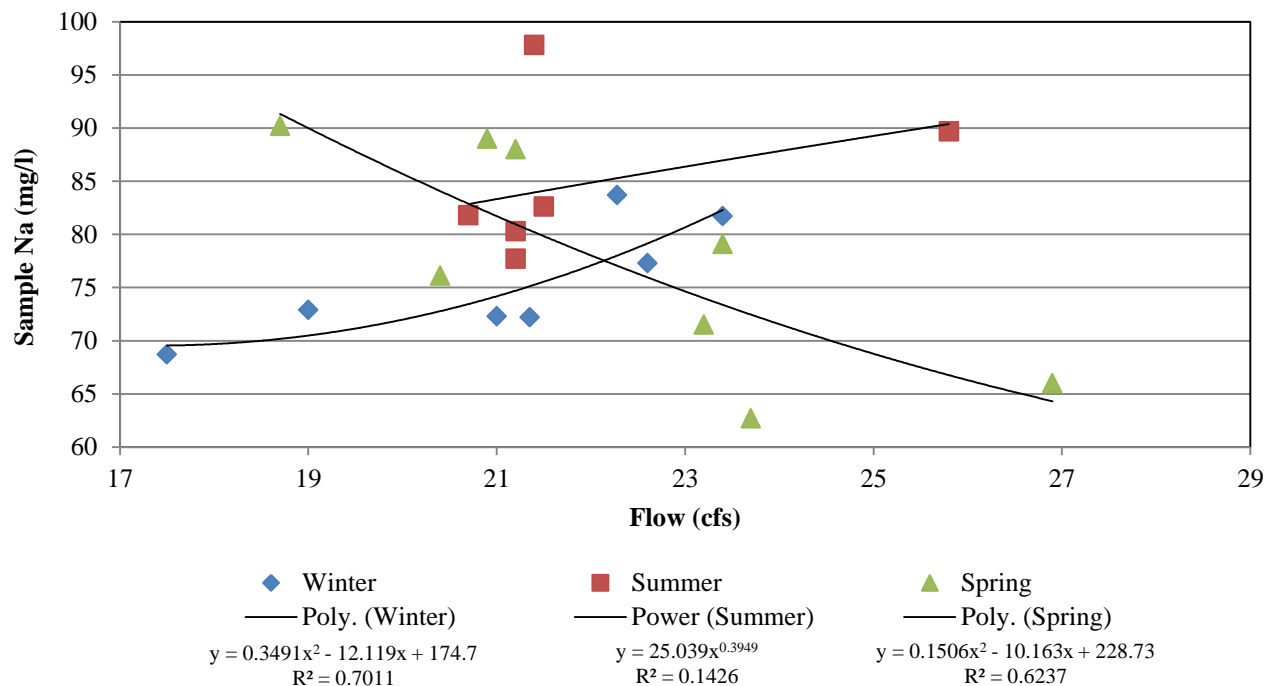 100
95
90
85
80
75
70
65
60
Sample Na (mg/l)
17 19 21 23 25 27 29
Flow (cfs)
Winter Summer Spring
Poly. (Winter) Power (Summer) Poly. (Spring)
y = 0.3491x² - 12.119x + 174.7 y = 25.039x^0.3949 y = 0.1506x² - 10.163x + 228.73
R² = 0.7011 R² = 0.1426 R² = 0.6237